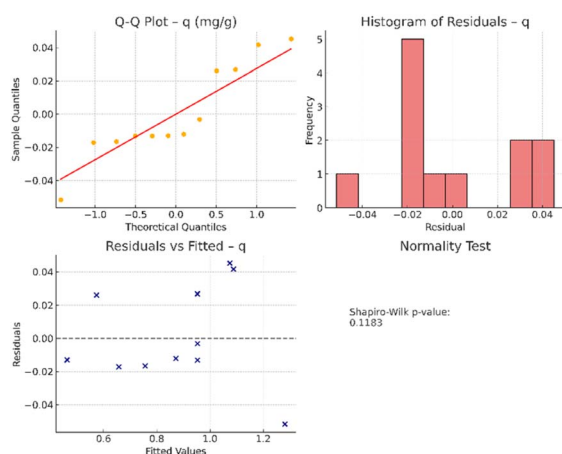 Q-Q Plot – q (mg/g)
Sample Quantiles
0.04
0.02
0.00
−0.02
−0.04
−1.0
−0.5
0.0
0.5
1.0
Theoretical Quantiles
Histogram of Residuals – q
Frequency
5
4
3
2
1
0
−0.04
−0.02
0.00
0.02
0.04
Residual
Residuals vs Fitted – q
Residuals
0.04
0.02
0.00
−0.02
−0.04
0.6
0.8
1.0
1.2
Fitted Values
Normality Test
Shapiro-Wilk p-value:
0.1183